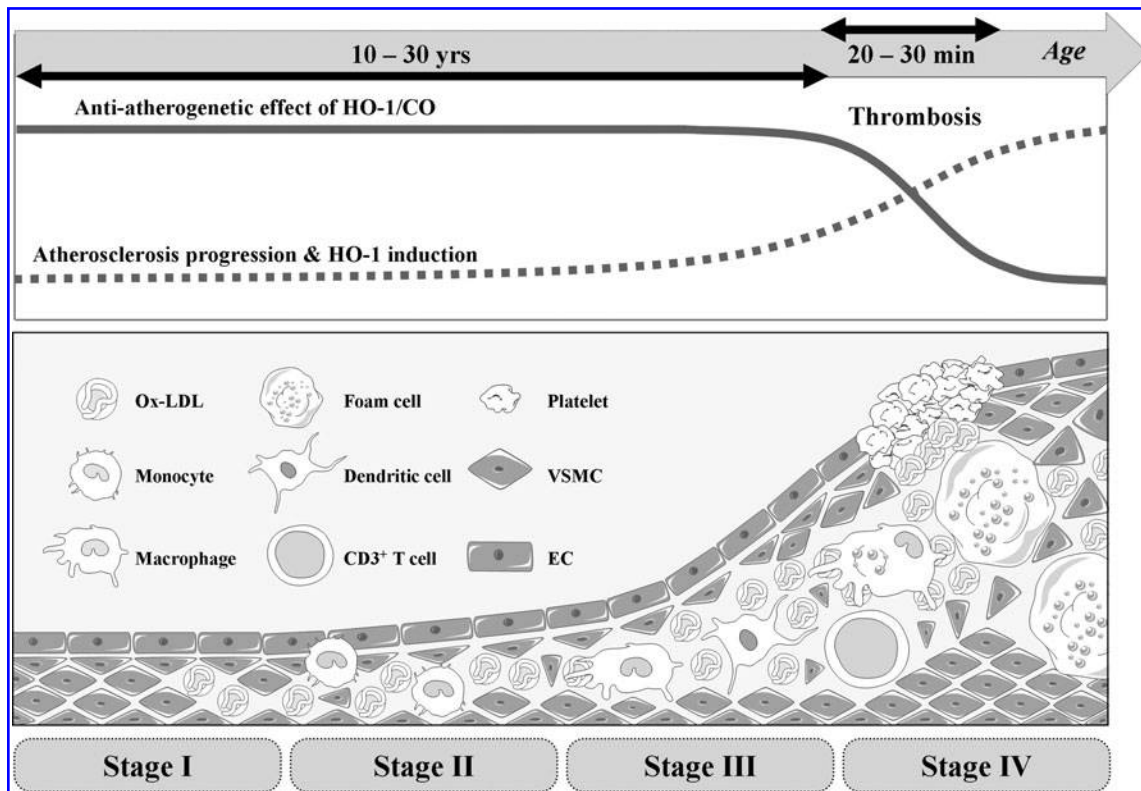 10 – 30 yrs
20 – 30 min
Age
Anti-atherogenetic effect of HO-1/CO
Thrombosis
Atherosclerosis progression & HO-1 induction
Ox-LDL
Foam cell
Platelet
Monocyte
Dendritic cell
VSMC
Macrophage
CD3⁺ T cell
EC
Stage I
Stage II
Stage III
Stage IV